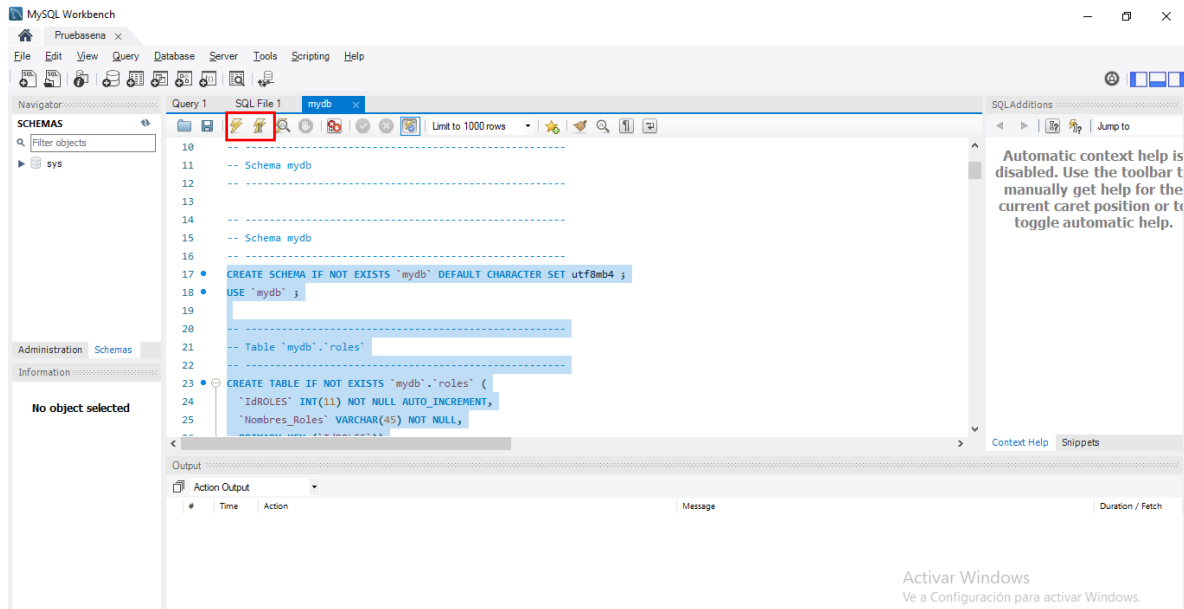 MySQL Workbench
Pruebasena
File Edit View Query Database Server Tools Scripting Help
Navigator
SCHEMAS
Filter objects
sys
Administration Schemas
Information
No object selected
Query 1 SQL File 1 mydb
Limit to 1000 rows
10 -- ----------------------------------------------------
11 -- Schema mydb
12 -- ----------------------------------------------------
13
14 -- ----------------------------------------------------
15 -- Schema mydb
16 -- ----------------------------------------------------
17 CREATE SCHEMA IF NOT EXISTS `mydb` DEFAULT CHARACTER SET utf8mb4 ;
18 USE `mydb` ;
19
20 -- ----------------------------------------------------
21 -- Table `mydb`.`roles`
22 -- ----------------------------------------------------
23 CREATE TABLE IF NOT EXISTS `mydb`.`roles` (
24 `IdROLES` INT(11) NOT NULL AUTO_INCREMENT,
25 `Nombres_Roles` VARCHAR(45) NOT NULL,
SQLAdditions
Jump to
Automatic context help is
disabled. Use the toolbar t
manually get help for the
current caret position or to
toggle automatic help.
Context Help Snippets
Output
Action Output
# Time Action Message Duration / Fetch
Activar Windows
Ve a Configuración para activar Windows.